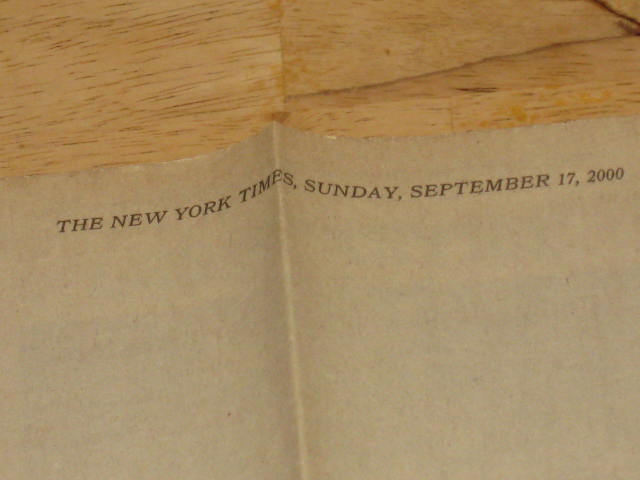 THE NEW YORK TIMES, SUNDAY, SEPTEMBER 17, 2000